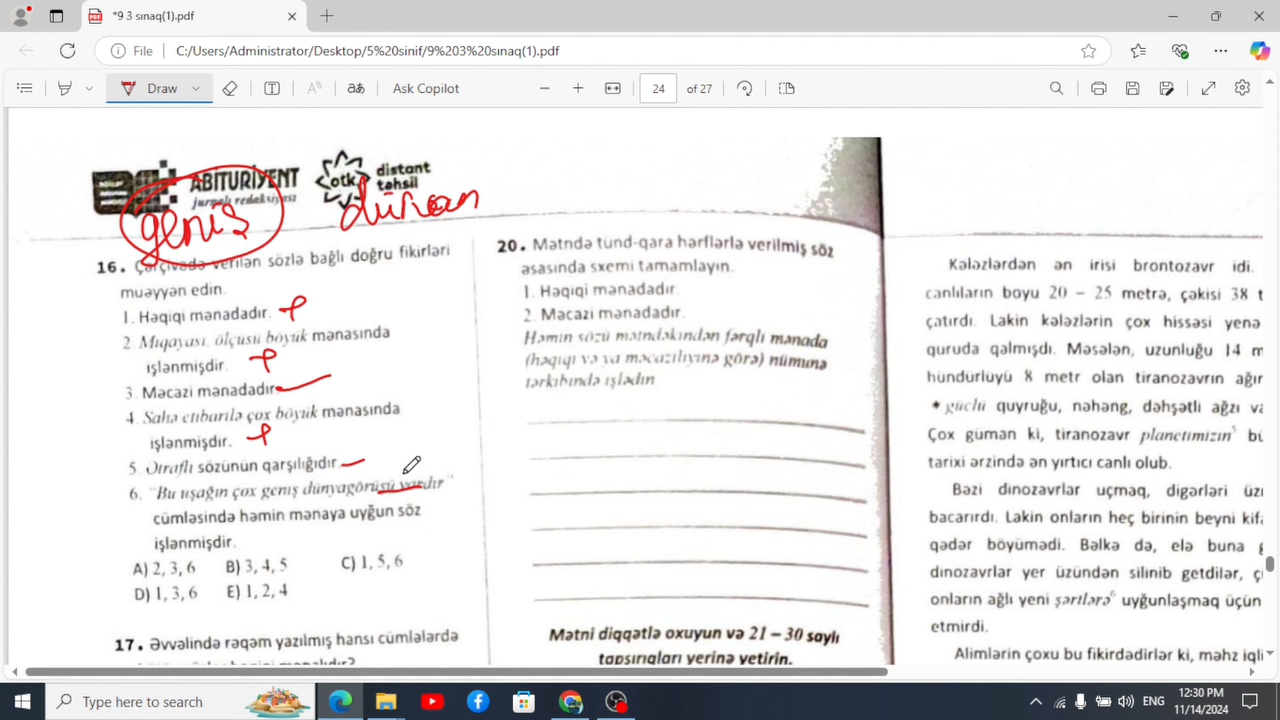 *9 3 sınaq(1).pdf
File C:/Users/Administrator/Desktop/5%20sinif/9%203%20sınaq(1).pdf
Draw Ask Copilot 24 of 27
ABİTURİYENT
jurnalı redaksiyası
otk
distant
təhsil
geniş
16. Çərçivədə verilən sözlə bağlı doğru fikirləri
müəyyən edin.
1. Həqiqi mənadadır.
2. Miqayası, ölçüsü böyük mənasında
işlənmişdir.
3. Məcazi mənadadır
4. Sahə etibarilə çox böyük mənasında
işlənmişdir.
5. Ətraflı sözünün qarşılığıdır.
6. "Bu uşağın çox geniş dünyagörüşü vardır"
cümləsində həmin mənaya uyğun söz
işlənmişdir.
A) 2, 3, 6 B) 3, 4, 5 C) 1, 5, 6
D) 1, 3, 6 E) 1, 2, 4
17. Əvvəlində rəqəm yazılmış hansı cümlələrdə
20. Mətndə tünd-qara hərflərlə verilmiş söz
əsasında sxemi tamamlayın.
1. Həqiqi mənadadır.
2. Məcazi mənadadır.
Həmin sözü mətndəkindən fərqli mənada
(həqiqi və ya məcaziliyinə görə) nümunə
tərkibində işlədin
Mətni diqqətlə oxuyun və 21 – 30 saylı
tapşırıqları yerinə yetirin.
Kələzlərdən ən irisi brontozavr idi.
canlıların boyu 20 – 25 metrə, çəkisi 38 t
çatırdı. Lakin kələzlərin çox hissəsi yenə
quruda qalmışdı. Məsələn, uzunluğu 14 m
hündürlüyü 8 metr olan tiranozavrın ağır
* güclü quyruğu, nəhəng, dəhşətli ağzı va
Çox güman ki, tiranozavr planetimizin⁵ bü
tarixi ərzində ən yırtıcı canlı olub.
Bəzi dinozavrlar uçmaq, digərləri üz
bacarırdı. Lakin onların heç birinin beyni kifa
qədər böyümədi. Bəlkə də, elə buna g
dinozavrlar yer üzündən silinib getdilər, ç
onların ağlı yeni şərtlərə⁶ uyğunlaşmaq üçün
etmirdi.
Alimlərin çoxu bu fikirdədirlər ki, məhz iqli
Type here to search
ENG
12:30 PM
11/14/2024